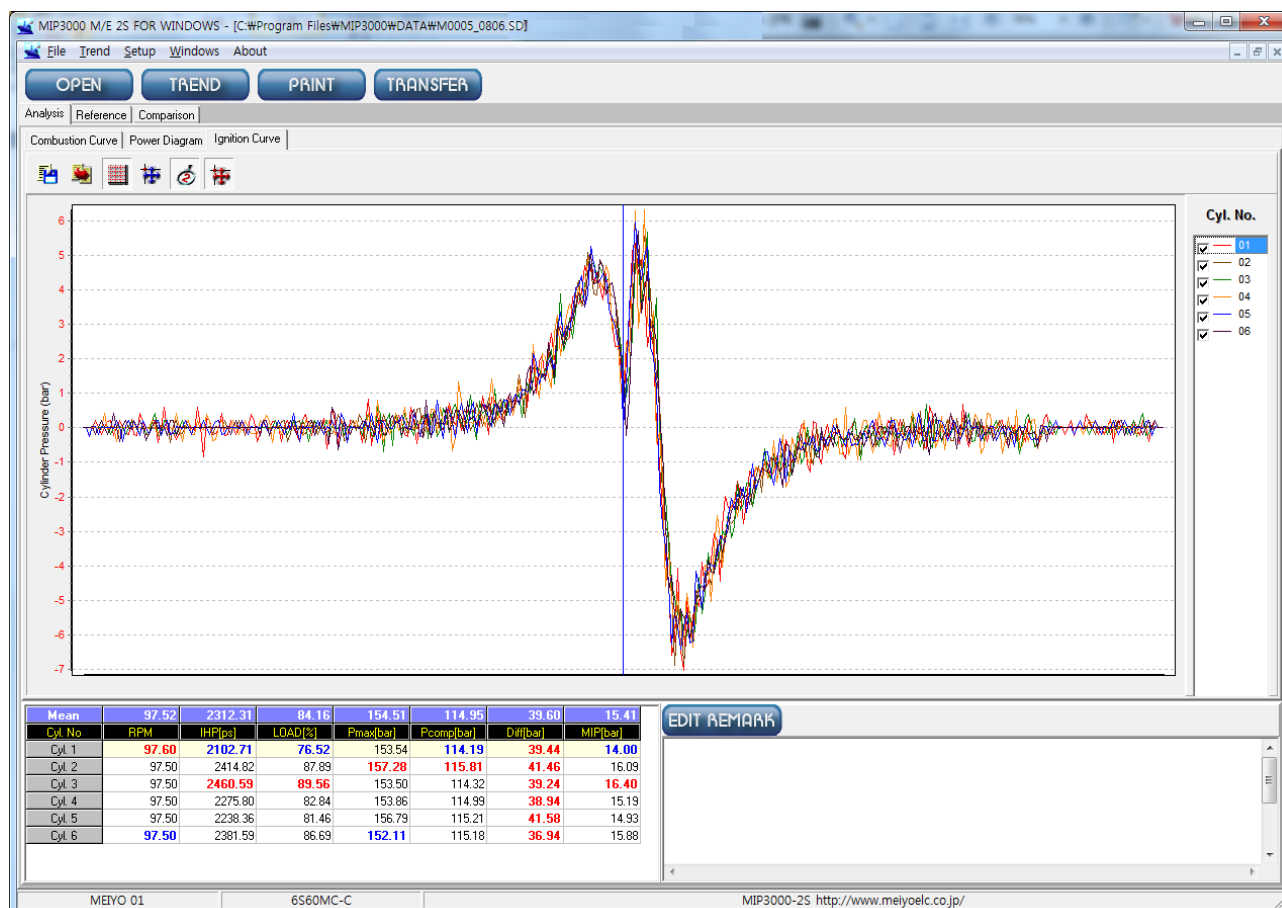 MIP3000 M/E 2S FOR WINDOWS - [C:₩Program Files₩MIP3000₩DATA₩M0005_0806.SD]
File Trend Setup Windows About
OPEN TREND PRINT TRANSFER
Analysis Reference Comparison
Combustion Curve Power Diagram Ignition Curve
2
Cylinder Pressure (bar)
6
5
4
3
2
1
0
-1
-2
-3
-4
-5
-6
-7
Cyl. No.
01
02
03
04
05
06
Mean 97.52 2312.31 84.16 154.51 114.95 39.60 15.41
Cyl. No RPM IHP[ps] LOAD[%] Pmax[bar] Pcomp[bar] Diff[bar] MIP[bar]
Cyl. 1 97.60 2102.71 76.52 153.54 114.19 39.44 14.00
Cyl. 2 97.50 2414.82 87.89 157.28 115.81 41.46 16.09
Cyl. 3 97.50 2460.59 89.56 153.50 114.32 39.24 16.40
Cyl. 4 97.50 2275.80 82.84 153.86 114.99 38.94 15.19
Cyl. 5 97.50 2238.36 81.46 156.79 115.21 41.58 14.93
Cyl. 6 97.50 2381.59 86.69 152.11 115.18 36.94 15.88
EDIT REMARK
MEIYO 01 6S60MC-C MIP3000-2S http://www.meiyoelc.co.jp/